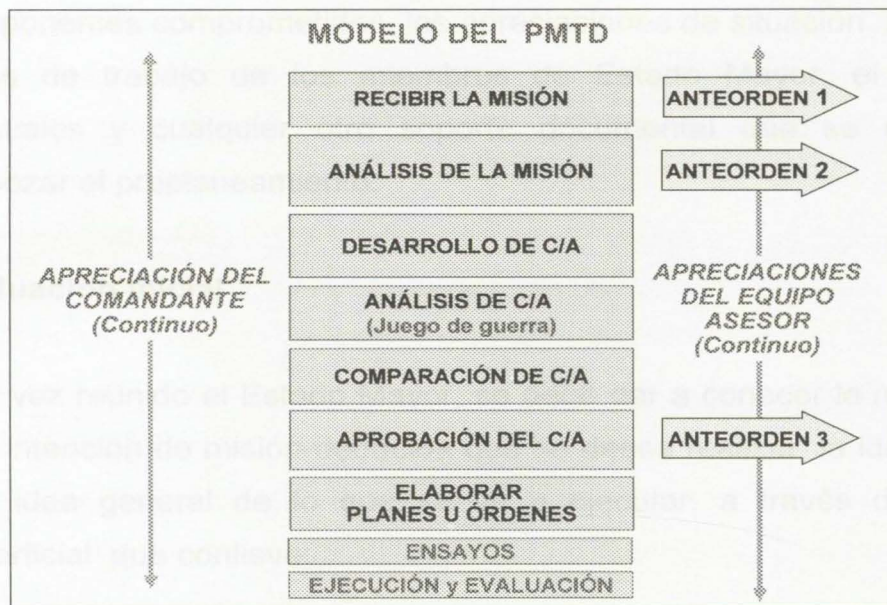 MODELO DEL PMTD
RECIBIR LA MISIÓN
ANTEORDEN 1
ANÁLISIS DE LA MISIÓN
ANTEORDEN 2
DESARROLLO DE C/A
APRECIACIÓN DEL
COMANDANTE
(Continuo)
ANÁLISIS DE C/A
(Juego de guerra)
APRECIACIONES
DEL EQUIPO
ASESOR
(Continuo)
COMPARACIÓN DE C/A
APROBACIÓN DEL C/A
ANTEORDEN 3
ELABORAR
PLANES U ÓRDENES
ENSAYOS
EJECUCIÓN y EVALUACIÓN